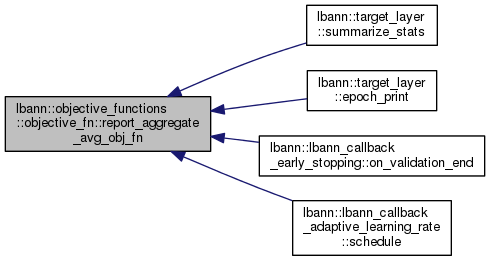 lbann::objective_functions
::objective_fn::report_aggregate
_avg_obj_fn
lbann::target_layer
::summarize_stats
lbann::target_layer
::epoch_print
lbann::lbann_callback
_early_stopping::on_validation_end
lbann::lbann_callback
_adaptive_learning_rate
::schedule